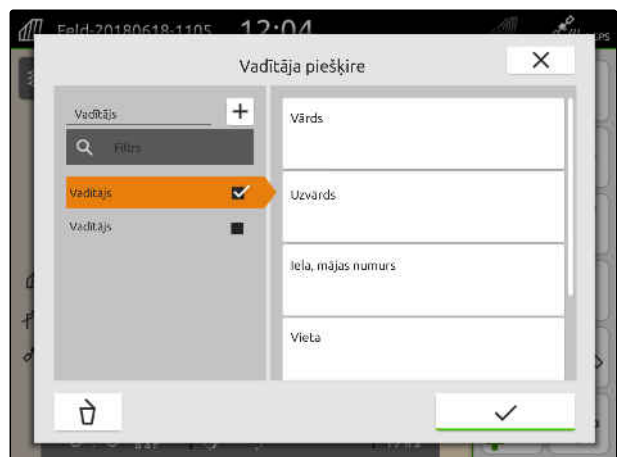 Feld-20180618-1105 12:04
Vadītāja piešķire
Vadītājs
Filtrs
Vadītājs
Vadītājs
Vārds
Uzvārds
Iela, mājas numurs
Vieta